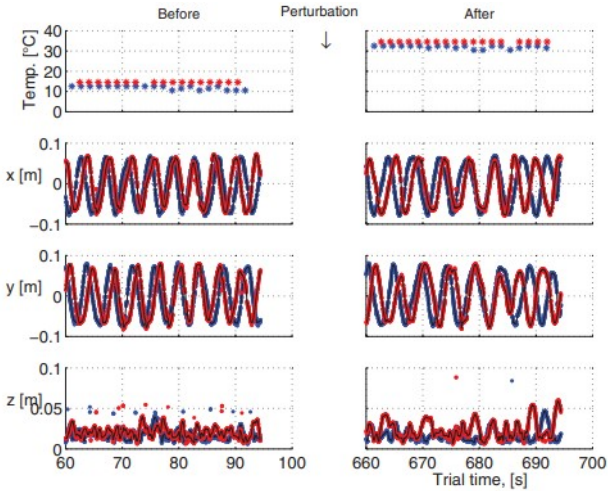 Before Perturbation After
↓
Temp. [°C]
40
30
20
10
0
x [m]
0.1
0
−0.1
y [m]
0.1
0
−0.1
z [m]
0.1
0.05
0
60 70 80 90 100
660 670 680 690 700
Trial time, [s]